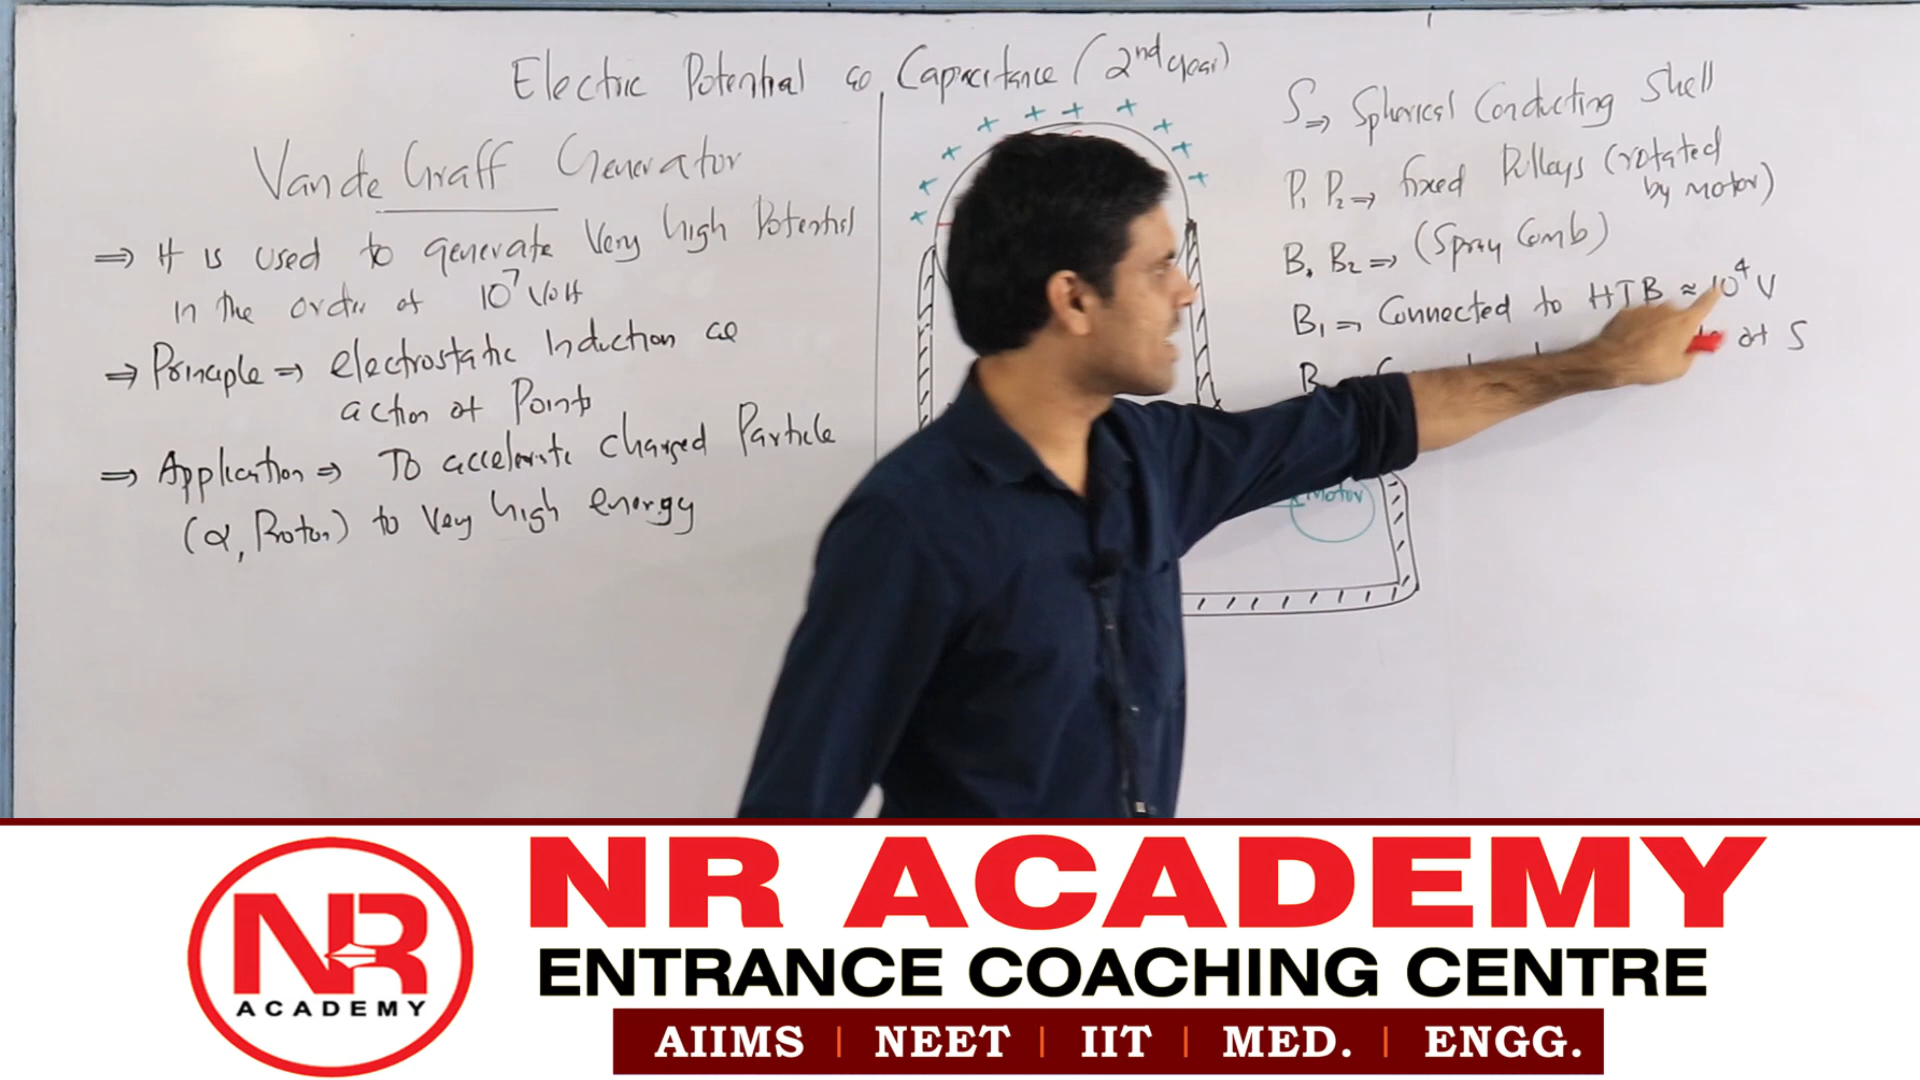 Electric Potential & Capacitance (2nd year)
Van de Graff Generator
⇒ It is used to generate Very high Potential
in the order of 10⁷ Volt
⇒ Principle ⇒ electrostatic Induction &
action of Points
⇒ Application ⇒ To accelerate charged Particle
(α, Proton) to Very high energy
+ + + + + + + + + + +
Motor
S ⇒ Spherical Conducting Shell
P₁ P₂ ⇒ fixed Pulleys (rotated
by motor)
B₁ B₂ ⇒ (Spray Comb)
B₁ ⇒ Connected to HTB ≈ 10⁴ V
B
of S
NR ACADEMY
NR ACADEMY
ENTRANCE COACHING CENTRE
AIIMS | NEET | IIT | MED. | ENGG.